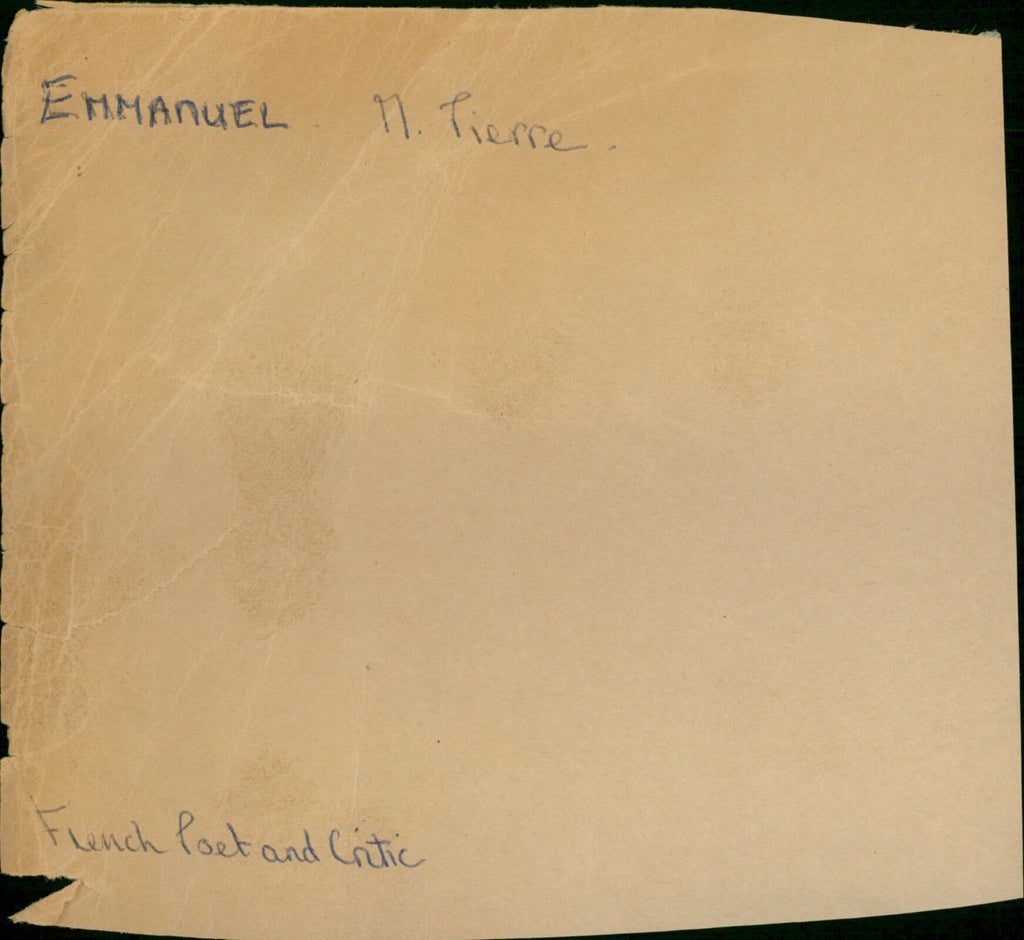 EMMANUEL. M. Pierre.
French Poet and Critic